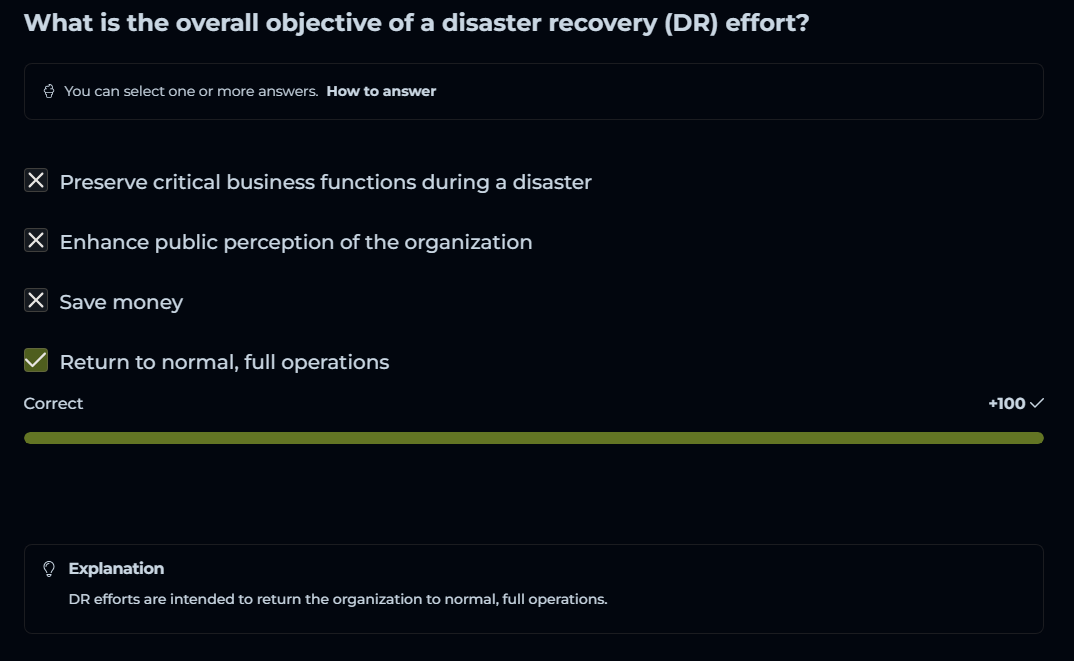 What is the overall objective of a disaster recovery (DR) effort?
You can select one or more answers. How to answer
Preserve critical business functions during a disaster
Enhance public perception of the organization
Save money
Return to normal, full operations
Correct +100
Explanation
DR efforts are intended to return the organization to normal, full operations.